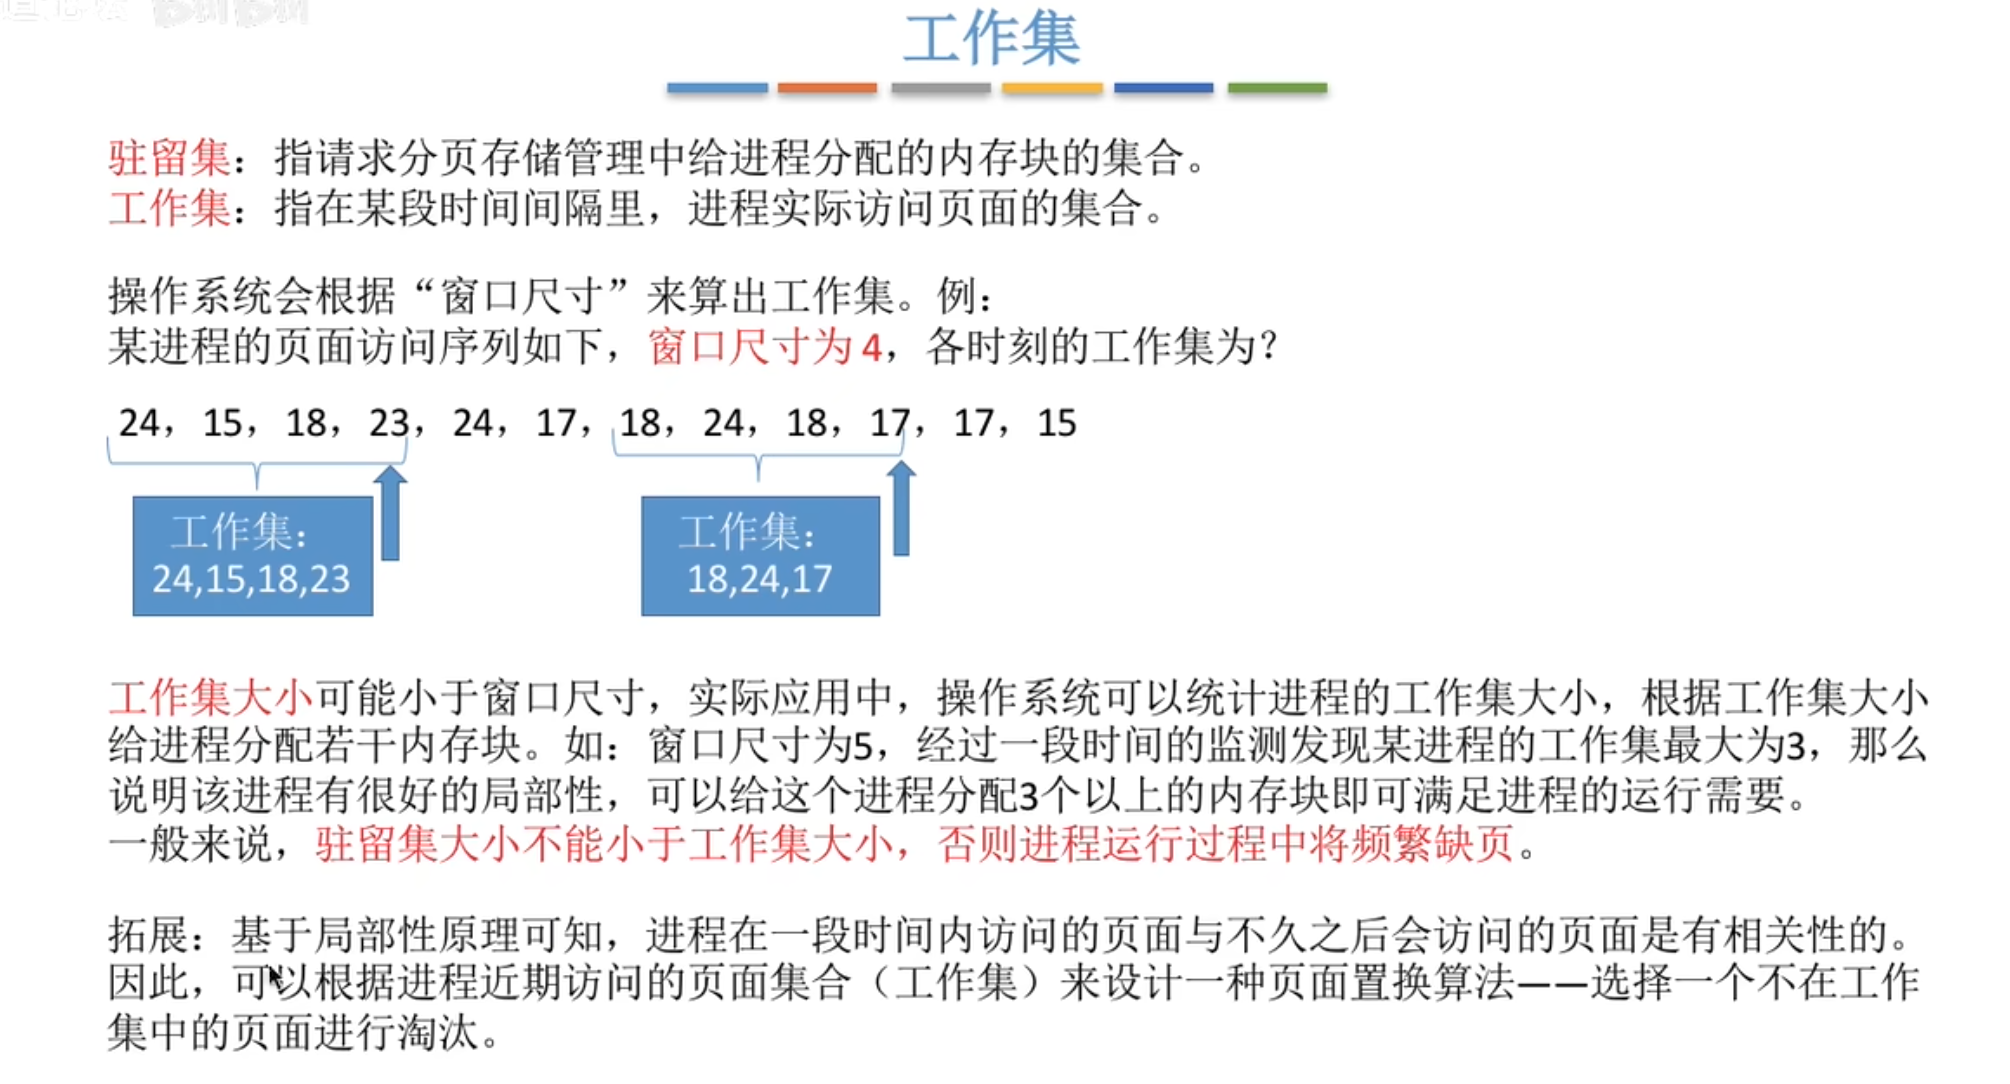 工作集
驻留集：指请求分页存储管理中给进程分配的内存块的集合。
工作集：指在某段时间间隔里，进程实际访问页面的集合。
操作系统会根据“窗口尺寸”来算出工作集。例：
某进程的页面访问序列如下，窗口尺寸为 4，各时刻的工作集为？
24，15，18，23，24，17，18，24，18，17，17，15
工作集：
24,15,18,23
工作集：
18,24,17
工作集大小可能小于窗口尺寸，实际应用中，操作系统可以统计进程的工作集大小，根据工作集大小
给进程分配若干内存块。如：窗口尺寸为5，经过一段时间的监测发现某进程的工作集最大为3，那么
说明该进程有很好的局部性，可以给这个进程分配3个以上的内存块即可满足进程的运行需要。
一般来说，驻留集大小不能小于工作集大小，否则进程运行过程中将频繁缺页。
拓展：基于局部性原理可知，进程在一段时间内访问的页面与不久之后会访问的页面是有相关性的。
因此，可以根据进程近期访问的页面集合（工作集）来设计一种页面置换算法——选择一个不在工作
集中的页面进行淘汰。